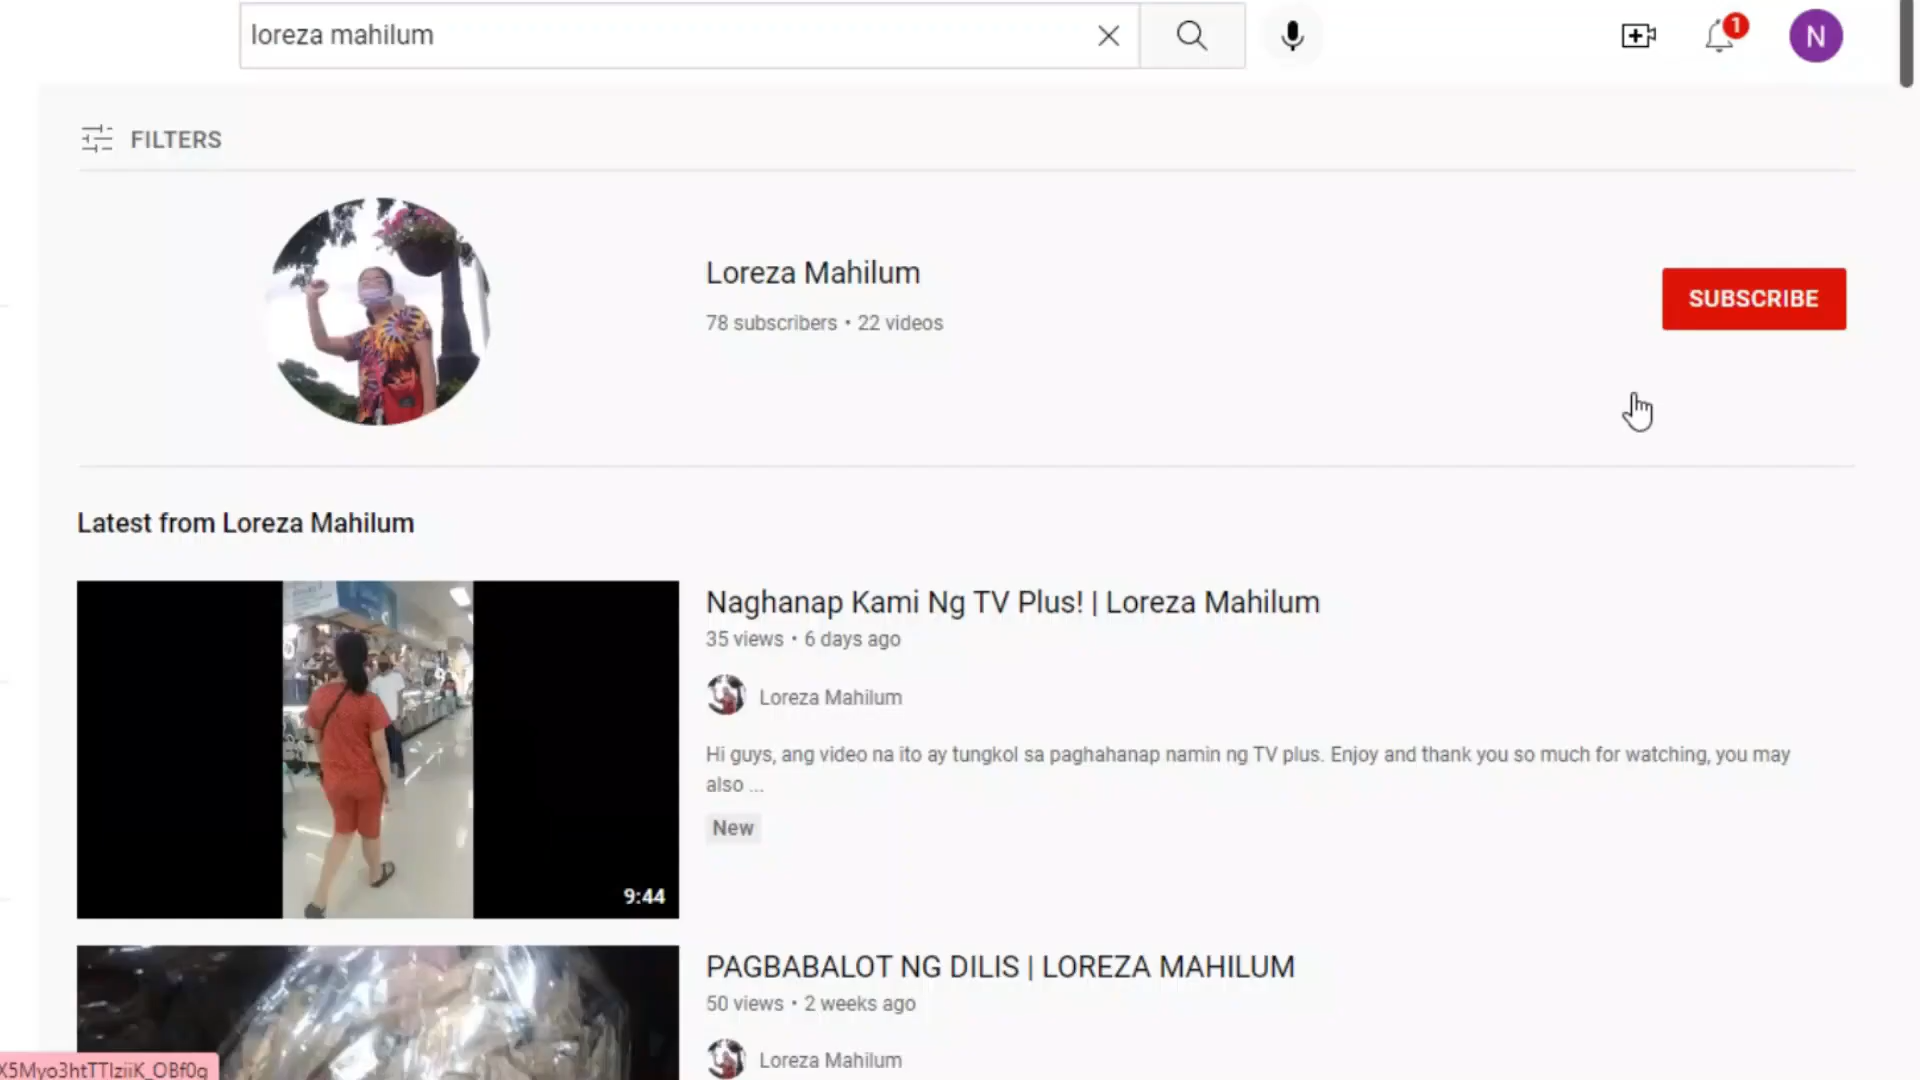 loreza mahilum
1
N
FILTERS
Loreza Mahilum
78 subscribers • 22 videos
SUBSCRIBE
Latest from Loreza Mahilum
Naghanap Kami Ng TV Plus! | Loreza Mahilum
35 views • 6 days ago
Loreza Mahilum
Hi guys, ang video na ito ay tungkol sa paghahanap namin ng TV plus. Enjoy and thank you so much for watching, you may
also ...
New
9:44
PAGBABALOT NG DILIS | LOREZA MAHILUM
50 views • 2 weeks ago
Loreza Mahilum